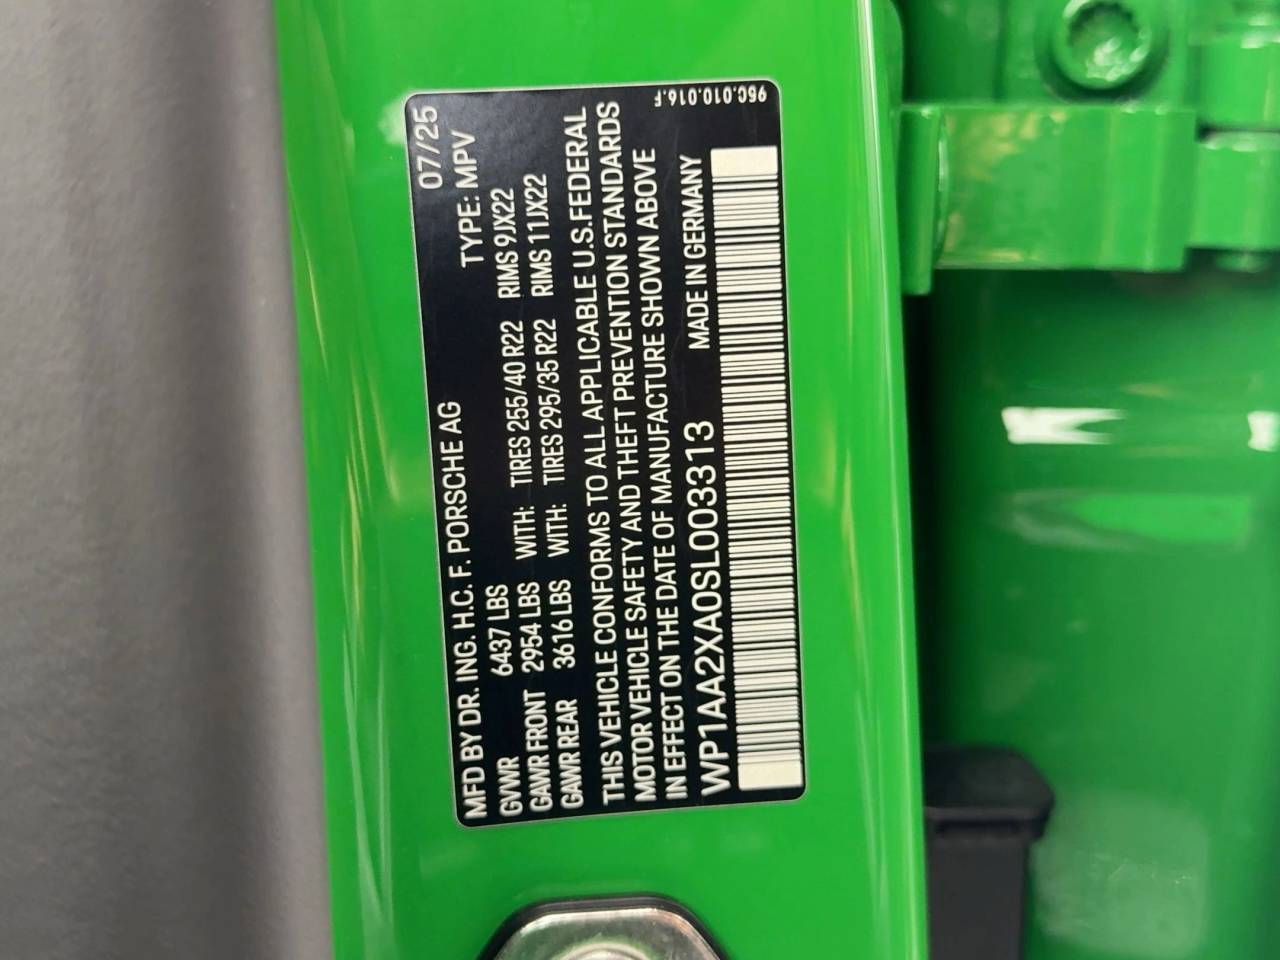 MFD BY DR. ING. H.C. F. PORSCHE AG 07/25
GVWR 6437 LBS TYPE: MPV
GAWR FRONT 2954 LBS WITH: TIRES 255/40 R22 RIMS 9JX22
GAWR REAR 3616 LBS WITH: TIRES 295/35 R22 RIMS 11JX22
THIS VEHICLE CONFORMS TO ALL APPLICABLE U.S.FEDERAL
MOTOR VEHICLE SAFETY AND THEFT PREVENTION STANDARDS
IN EFFECT ON THE DATE OF MANUFACTURE SHOWN ABOVE
WP1AA2XA0SL003313 MADE IN GERMANY
95C.010.016.F